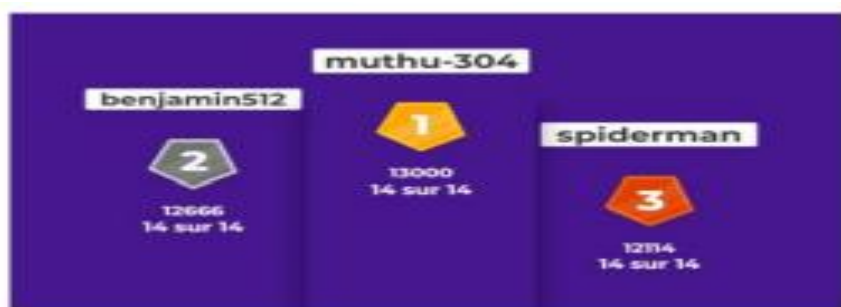 muthu-304
1
13000
14 sur 14
benjamin512
2
12666
14 sur 14
spiderman
3
12114
14 sur 14